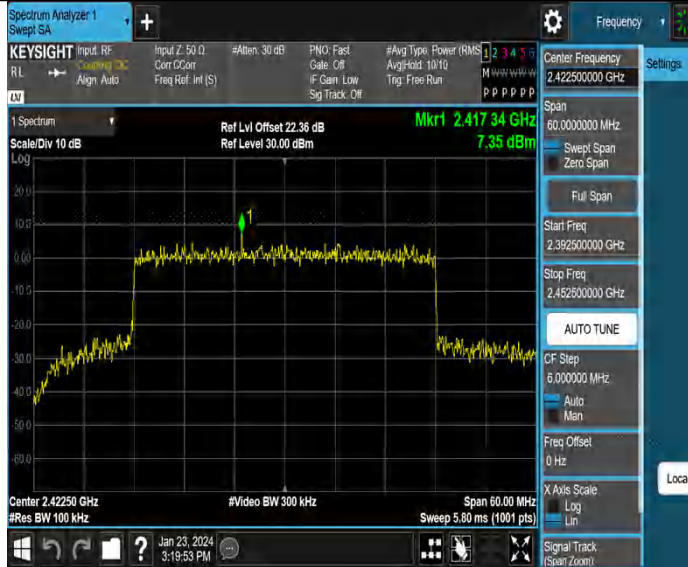 Spectrum Analyzer 1
Swept SA
+
Frequency
KEYSIGHT
RL
Input: RF
Coupling: DC
Align: Auto
Input Z: 50 Ω
Corr CCorr
Freq Ref: Int (S)
#Atten: 30 dB
PNO: Fast
Gate: Off
IF Gain: Low
Sig Track: Off
#Avg Type: Power (RMS
Avg|Hold: 10/10
Trig: Free Run
1 2 3 4 5 6
M W W W W W
P P P P P P
LXI
1 Spectrum
Scale/Div 10 dB
Ref Lvl Offset 22.36 dB
Ref Level 30.00 dBm
Mkr1 2.417 34 GHz
7.35 dBm
Log
20.0
10.0
0.00
-10.0
-20.0
-30.0
-40.0
-50.0
-60.0
1
Center 2.42250 GHz
#Res BW 100 kHz
#Video BW 300 kHz
Span 60.00 MHz
Sweep 5.80 ms (1001 pts)
Center Frequency
2.422500000 GHz
Settings
Span
60.0000000 MHz
Swept Span
Zero Span
Full Span
Start Freq
2.392500000 GHz
Stop Freq
2.452500000 GHz
AUTO TUNE
CF Step
6.000000 MHz
Auto
Man
Freq Offset
0 Hz
X Axis Scale
Log
Lin
Local
Signal Track
(Span Zoom)
?
Jan 23, 2024
3:19:53 PM